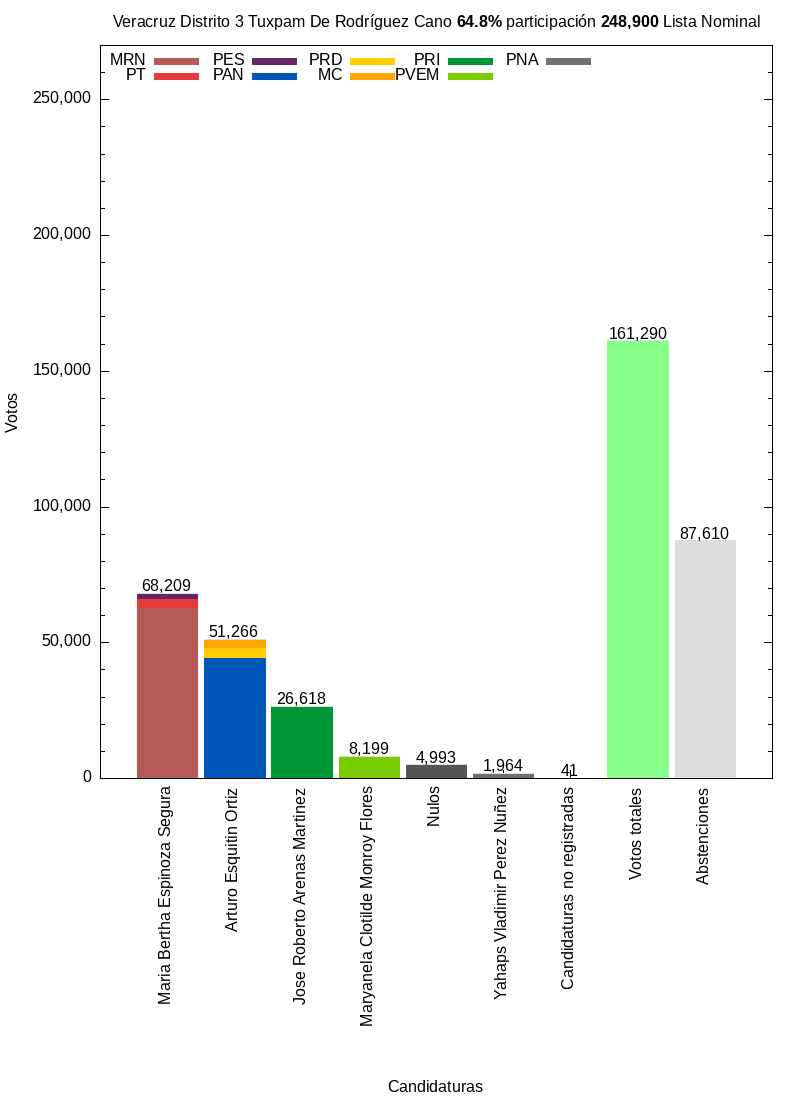 Veracruz Distrito 3 Tuxpam De Rodríguez Cano 64.8% participación 248,900 Lista Nominal
MRN PES PRD PRI PNA
PT PAN MC PVEM
250,000
200,000
150,000
100,000
50,000
0
Votos
68,209
51,266
26,618
8,199
4,993
1,964
41
161,290
87,610
Maria Bertha Espinoza Segura
Arturo Esquitin Ortiz
Jose Roberto Arenas Martinez
Maryanela Clotilde Monroy Flores
Nulos
Yahaps Vladimir Perez Nuñez
Candidaturas no registradas
Votos totales
Abstenciones
Candidaturas